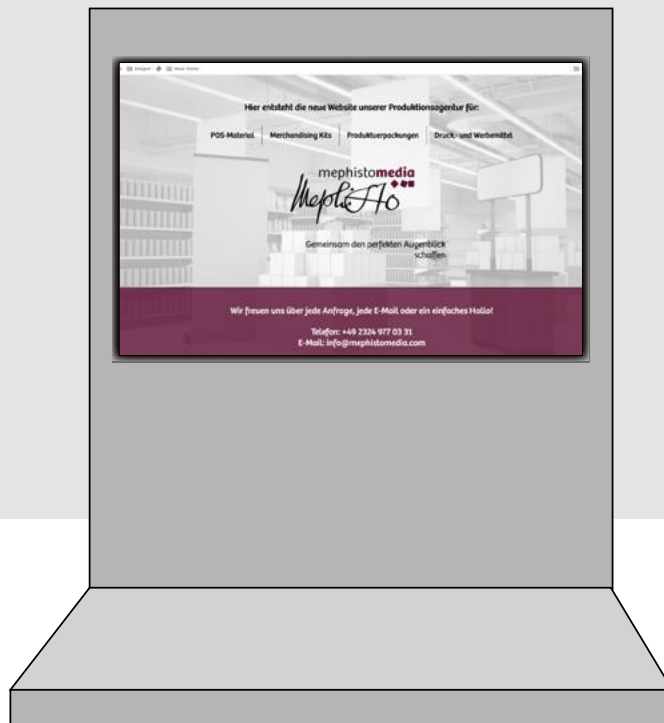 Hier entsteht die neue Website unserer Produktionsagentur für:
POS-Material | Merchandising Kits | Produktverpackungen | Druck- und Werbemittel
mephistomedia
Mephisto
Gemeinsam den perfekten Augenblick
schaffen
Wir freuen uns über jede Anfrage, jede E-Mail oder ein einfaches Hallo!
Telefon: +49 2324 977 03 31
E-Mail: info@mephistomedia.com